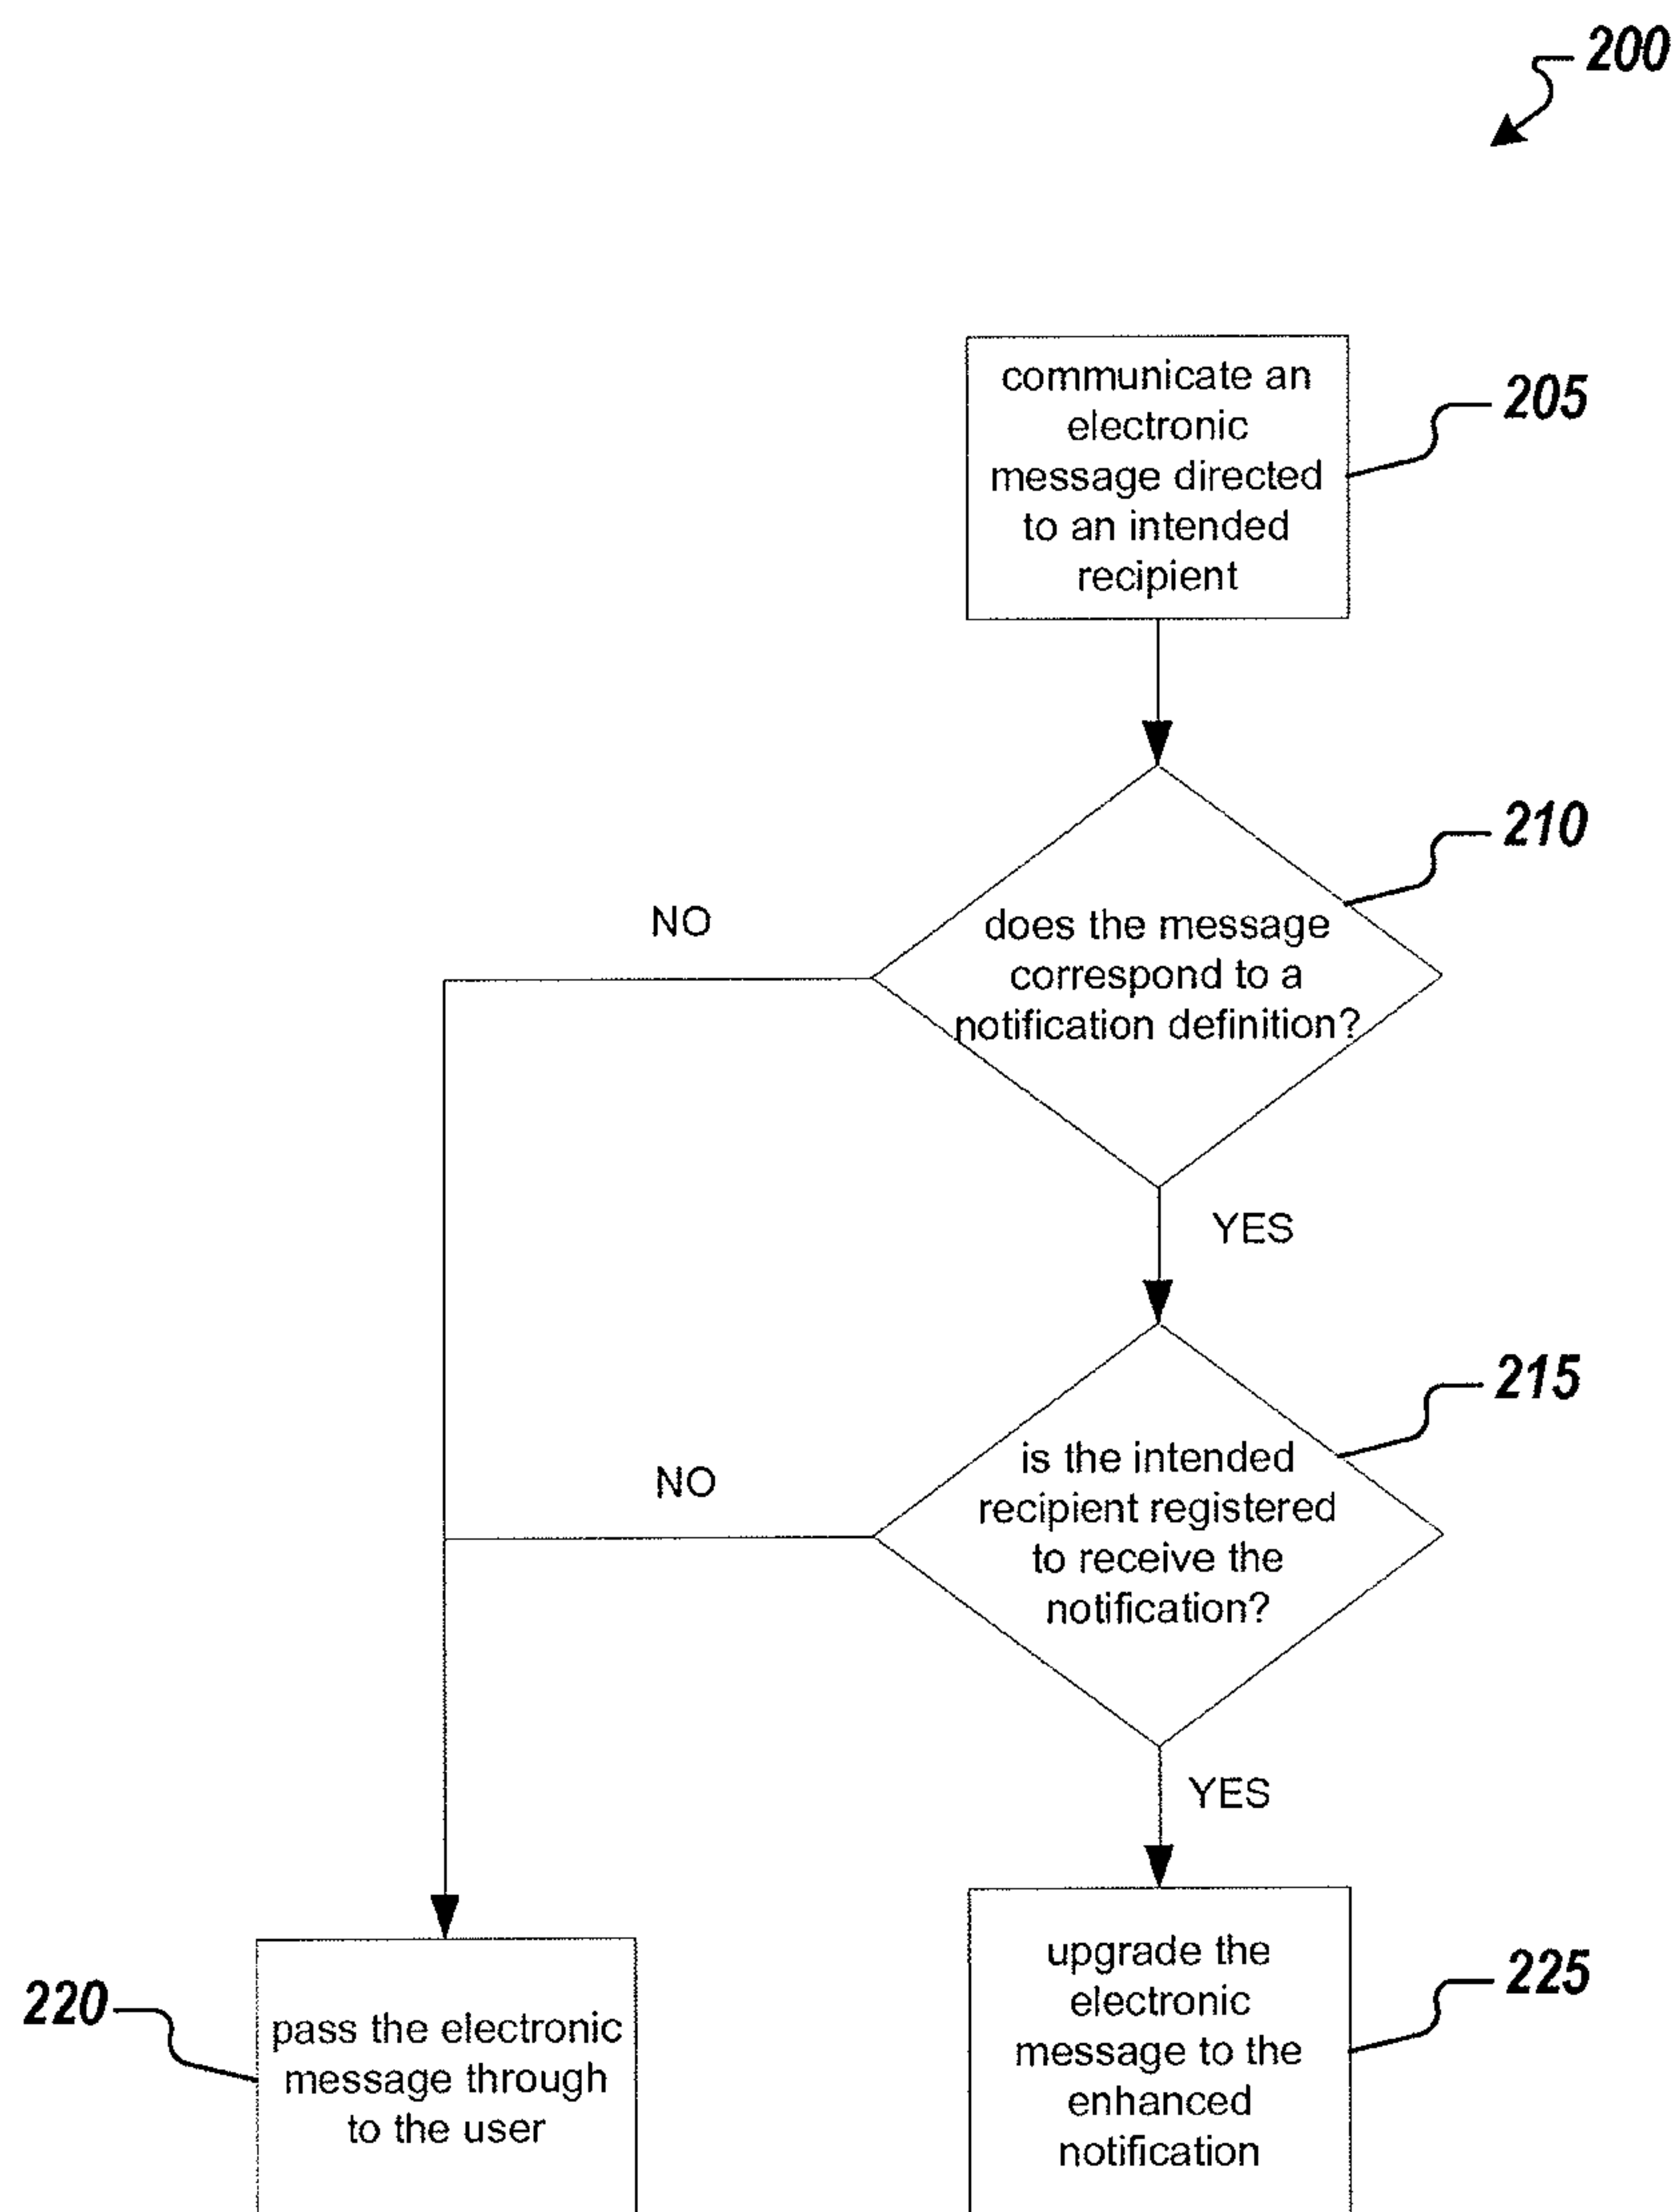 200
communicate an
electronic
message directed
to an intended
recipient
205
210
NO
does the message
correspond to a
notification definition?
YES
215
is the intended
recipient registered
to receive the
notification?
NO
YES
220
pass the electronic
message through
to the user
upgrade the
electronic
message to the
enhanced
notification
225